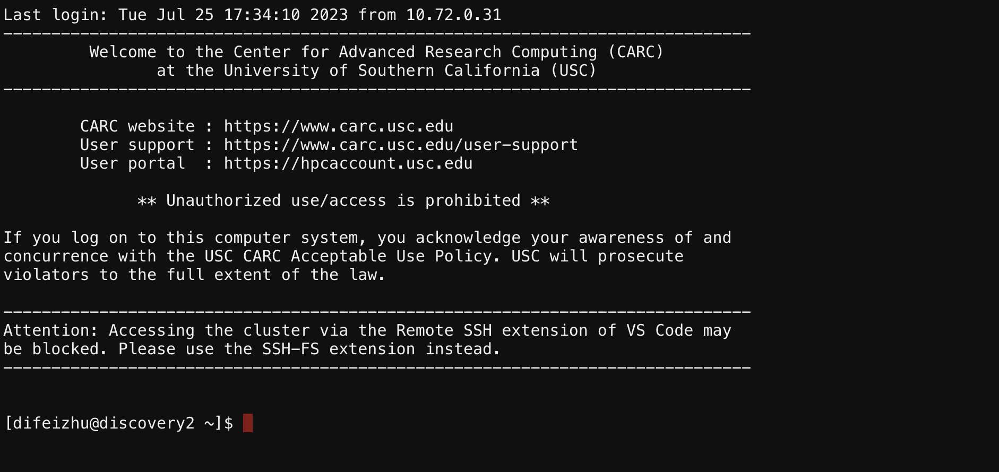 Last login: Tue Jul 25 17:34:10 2023 from 10.72.0.31
------------------------------------------------------------------------------
Welcome to the Center for Advanced Research Computing (CARC)
at the University of Southern California (USC)
------------------------------------------------------------------------------
CARC website : https://www.carc.usc.edu
User support : https://www.carc.usc.edu/user-support
User portal  : https://hpcaccount.usc.edu
** Unauthorized use/access is prohibited **
If you log on to this computer system, you acknowledge your awareness of and
concurrence with the USC CARC Acceptable Use Policy. USC will prosecute
violators to the full extent of the law.
------------------------------------------------------------------------------
Attention: Accessing the cluster via the Remote SSH extension of VS Code may
be blocked. Please use the SSH-FS extension instead.
------------------------------------------------------------------------------
[difeizhu@discovery2 ~]$